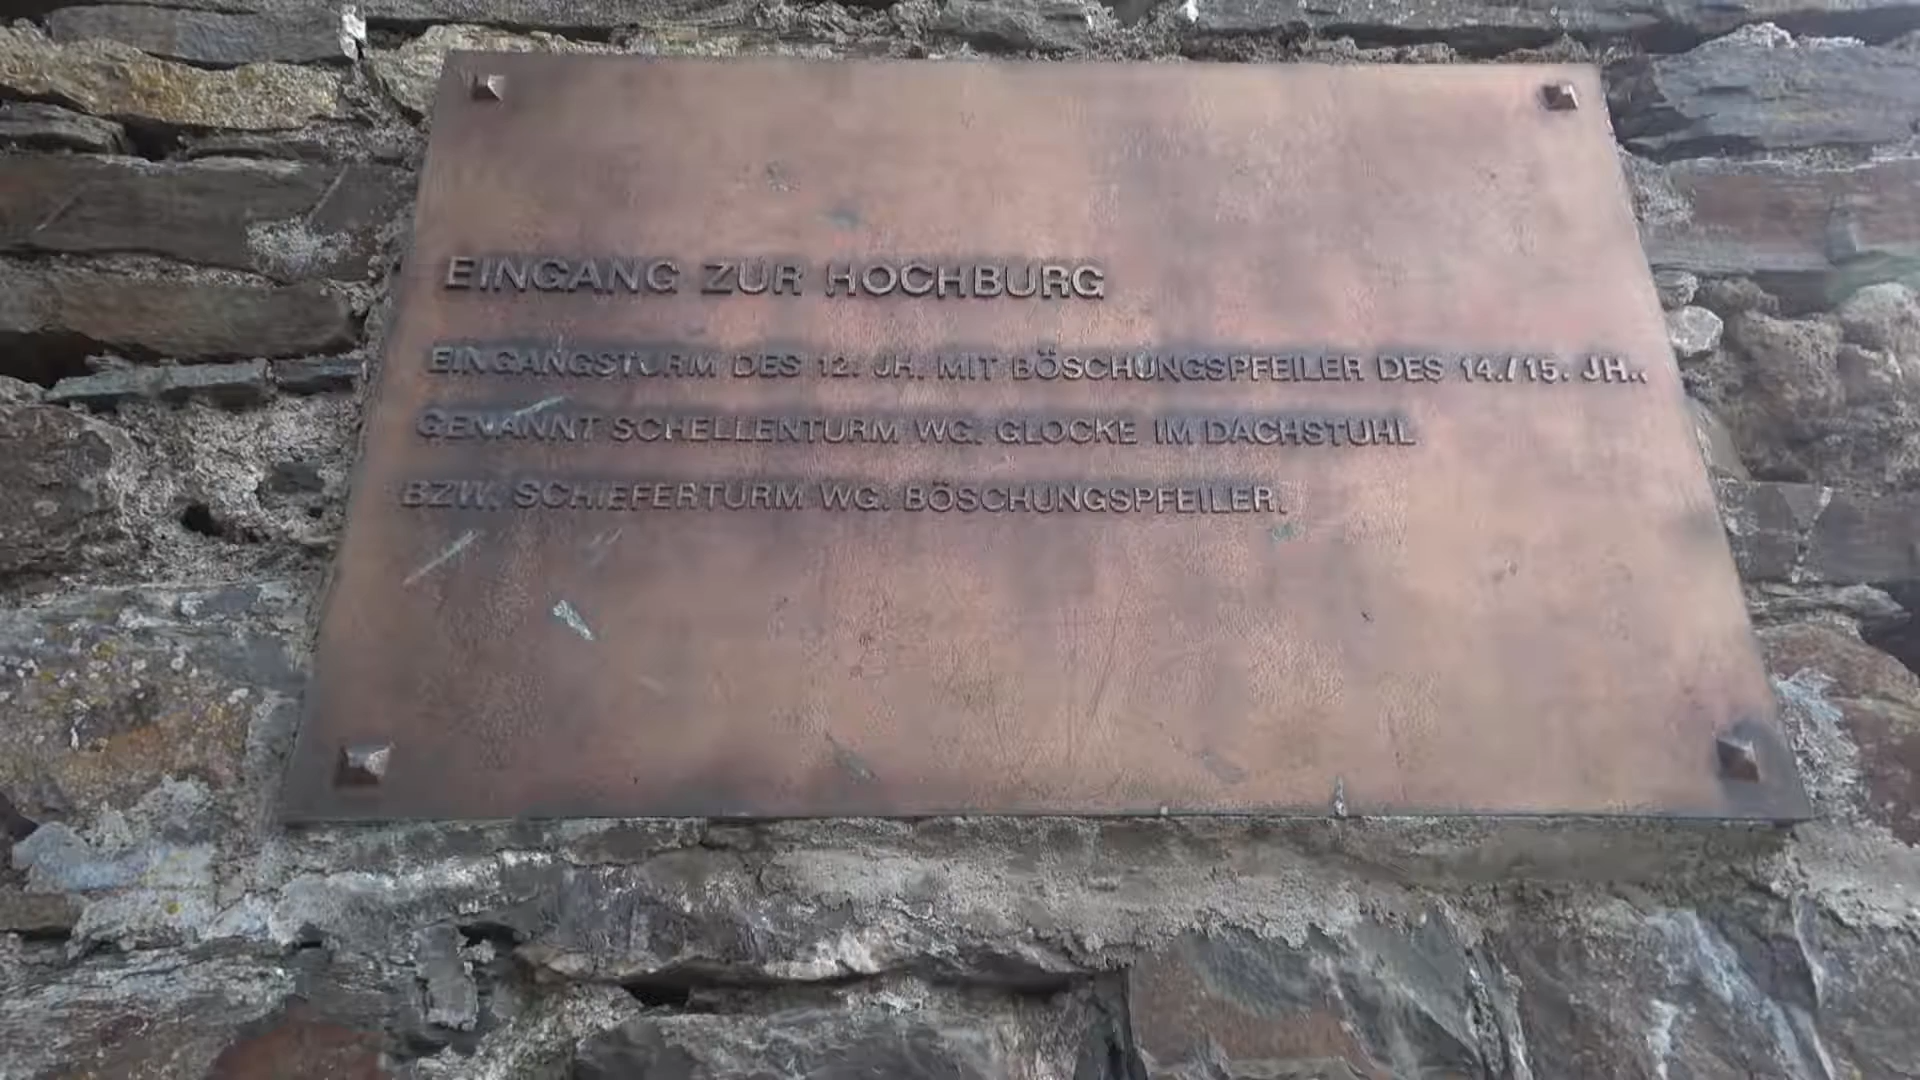 EINGANG ZUR HOCHBURG
EINGANGSTURM DES 12. JH. MIT BÖSCHUNGSPFEILER DES 14./15. JH.,
GENANNT SCHELLENTURM WG. GLOCKE IM DACHSTUHL
BZW. SCHIEFERTURM WG. BÖSCHUNGSPFEILER.